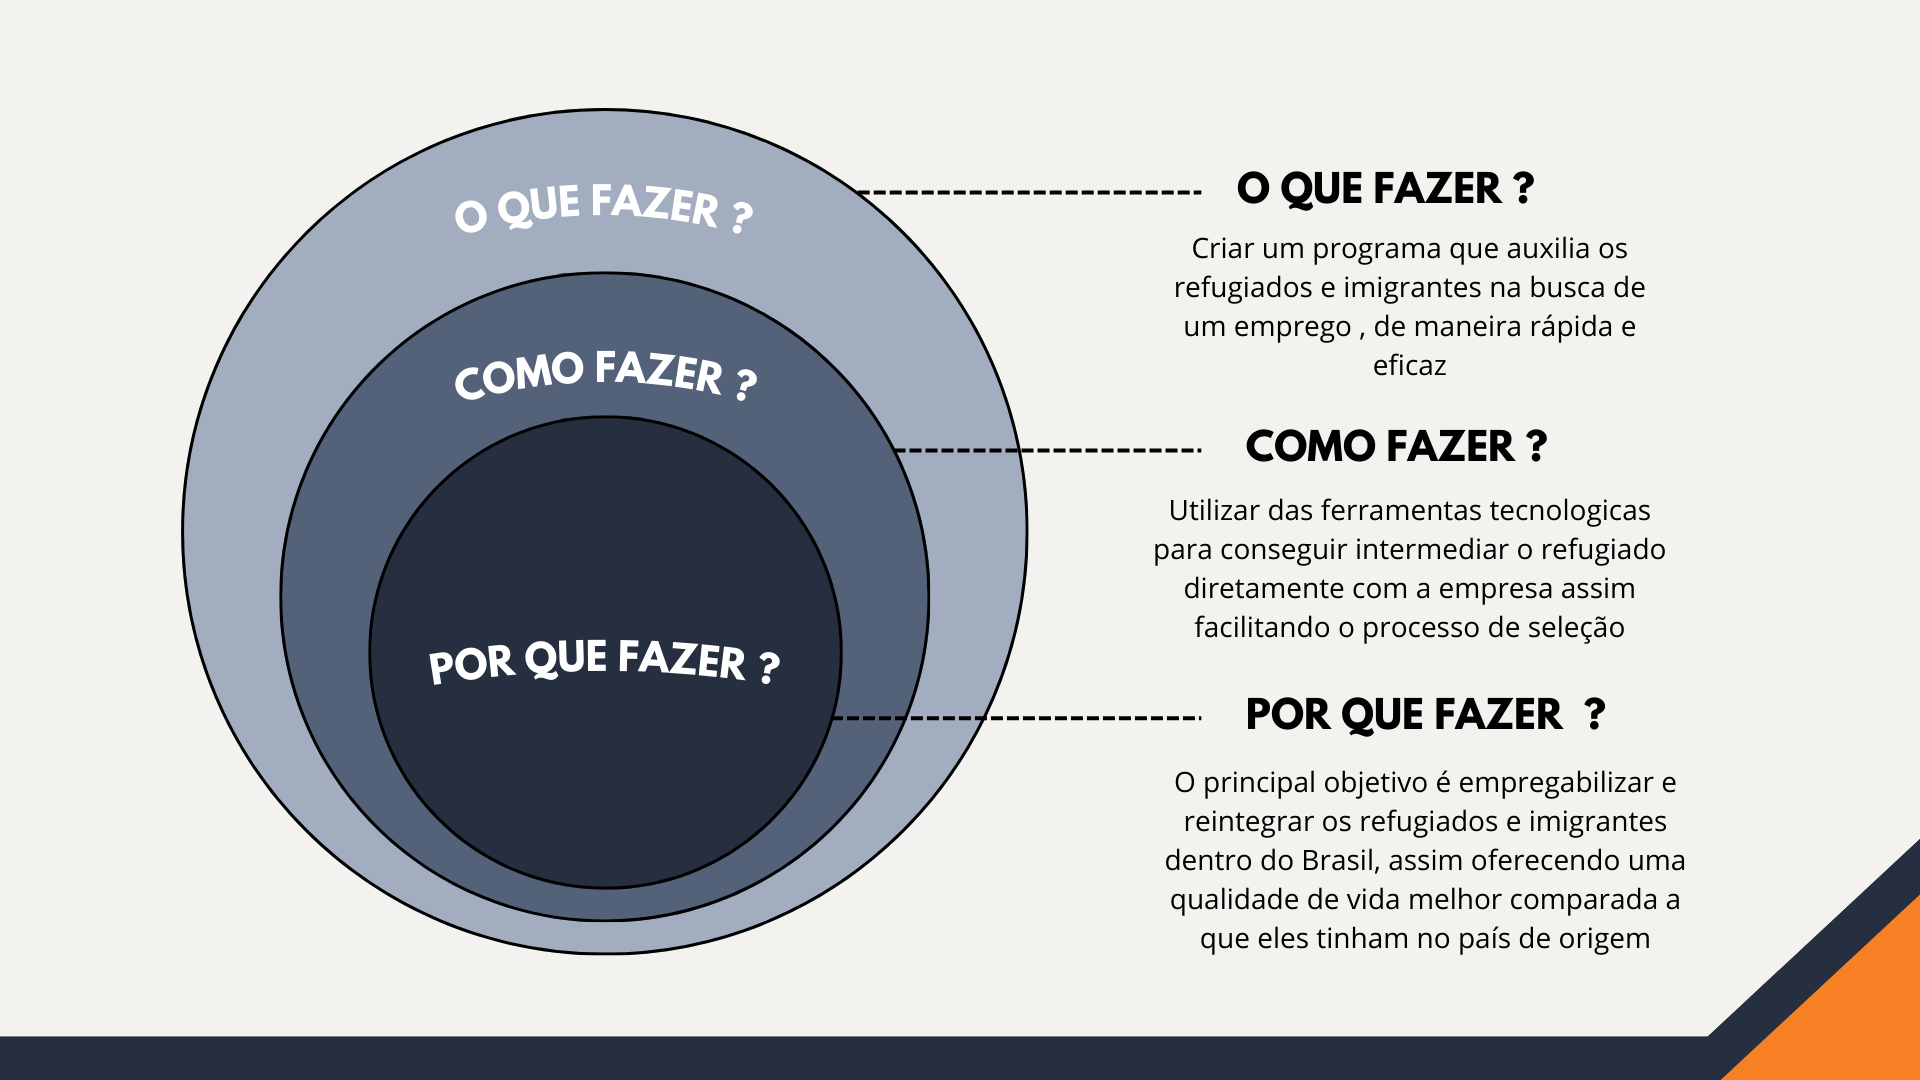 O QUE FAZER ?
COMO FAZER ?
POR QUE FAZER ?
O QUE FAZER ?
Criar um programa que auxilia os
refugiados e imigrantes na busca de
um emprego , de maneira rápida e
eficaz
COMO FAZER ?
Utilizar das ferramentas tecnologicas
para conseguir intermediar o refugiado
diretamente com a empresa assim
facilitando o processo de seleção
POR QUE FAZER ?
O principal objetivo é empregabilizar e
reintegrar os refugiados e imigrantes
dentro do Brasil, assim oferecendo uma
qualidade de vida melhor comparada a
que eles tinham no país de origem